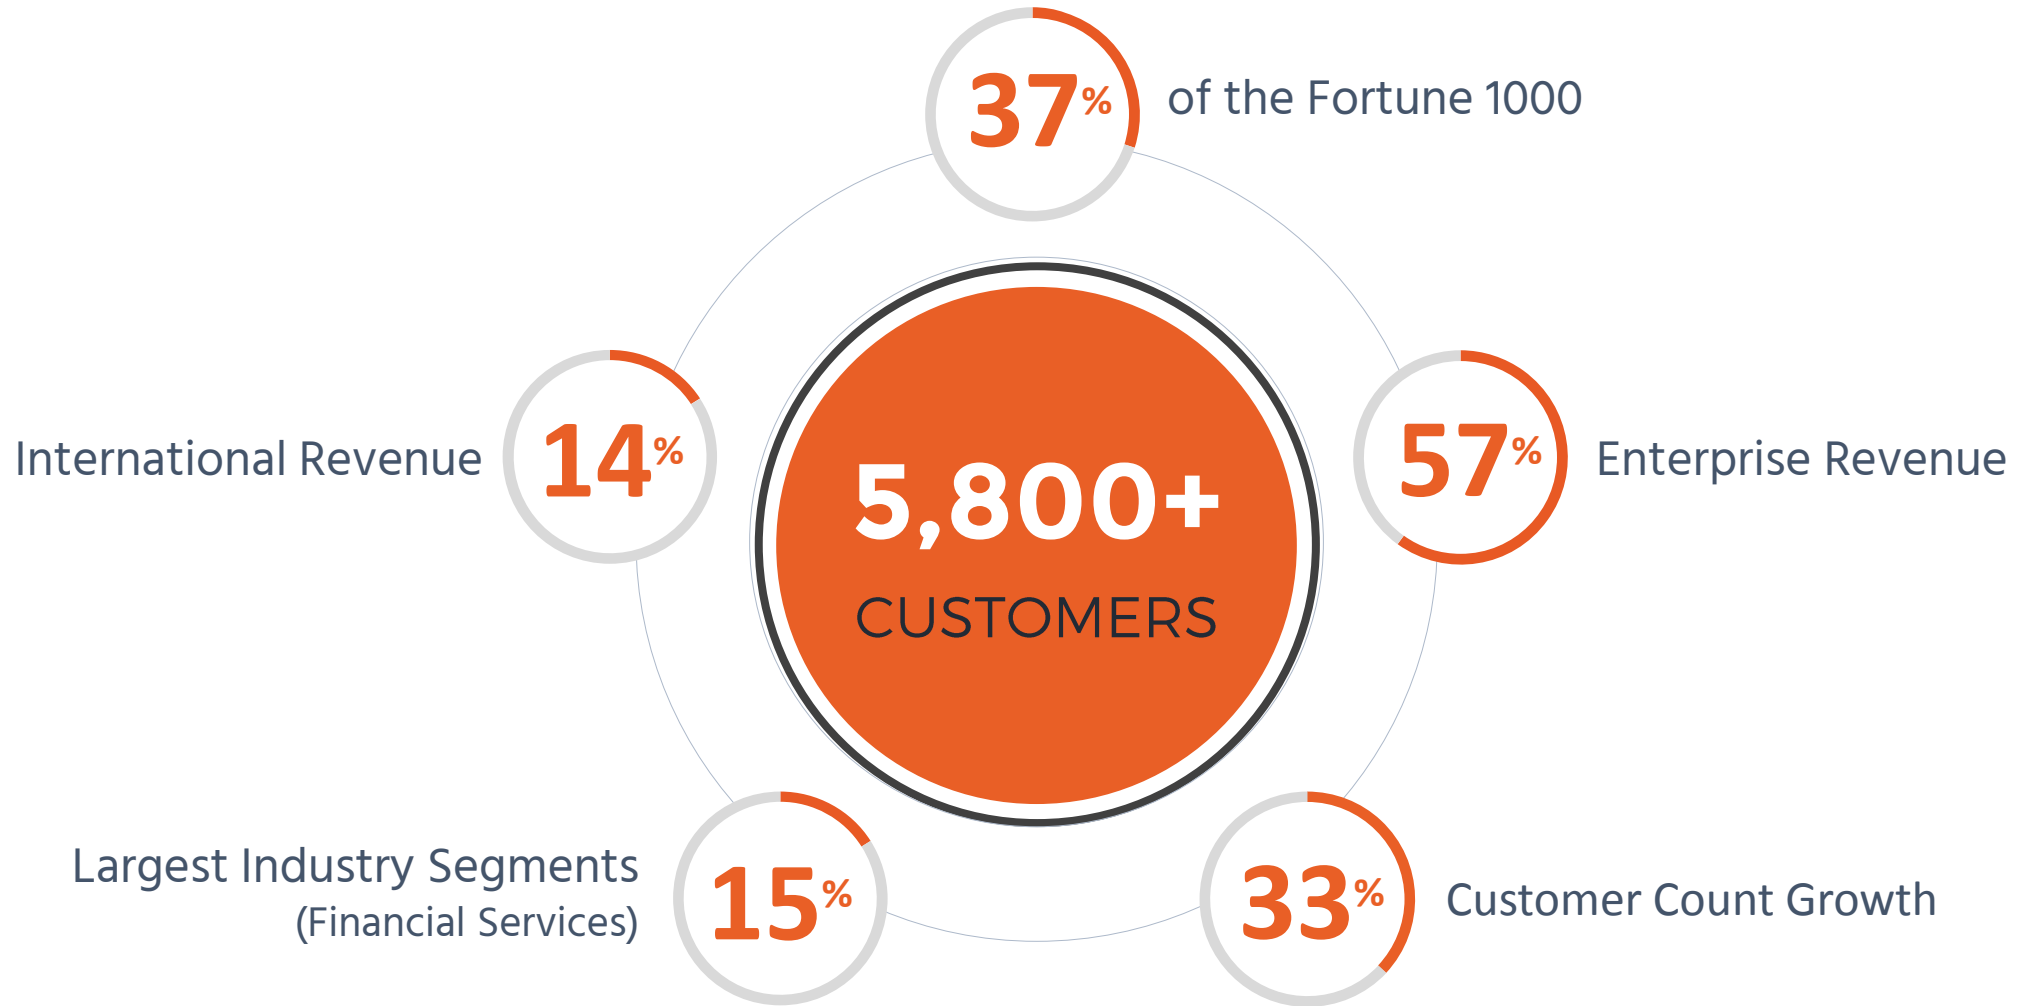 37%
of the Fortune 1000
14%
International Revenue
57%
Enterprise Revenue
5,800+
CUSTOMERS
15%
Largest Industry Segments
(Financial Services)
33%
Customer Count Growth